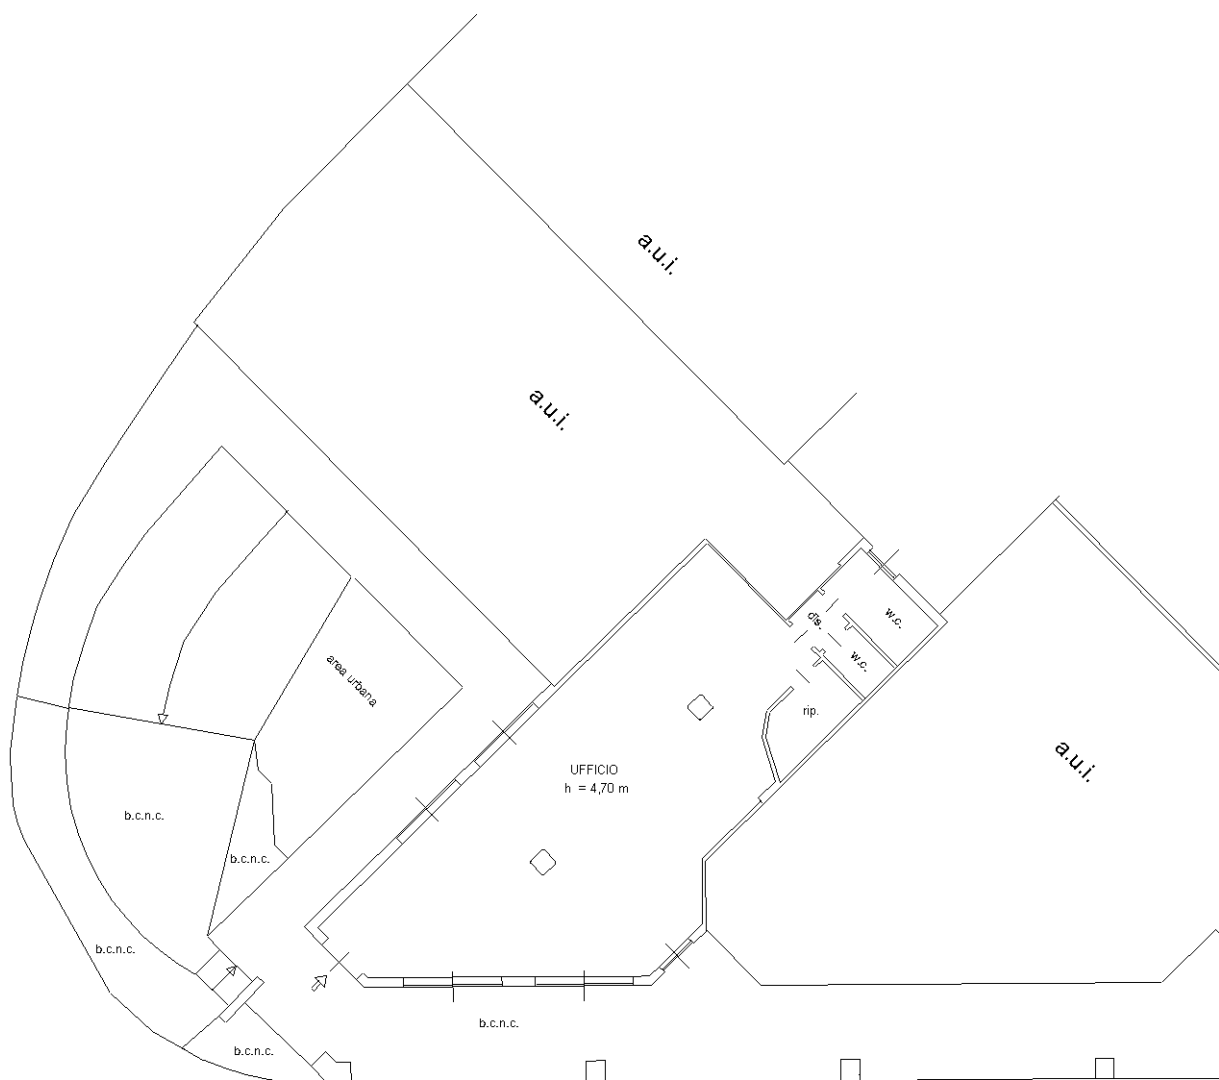 a.u.i.
a.u.i.
w.c.
dis.
w.c.
area urbana
rip.
a.u.i.
UFFICIO
h = 4,70 m
b.c.n.c.
b.c.n.c.
b.c.n.c.
b.c.n.c.
b.c.n.c.